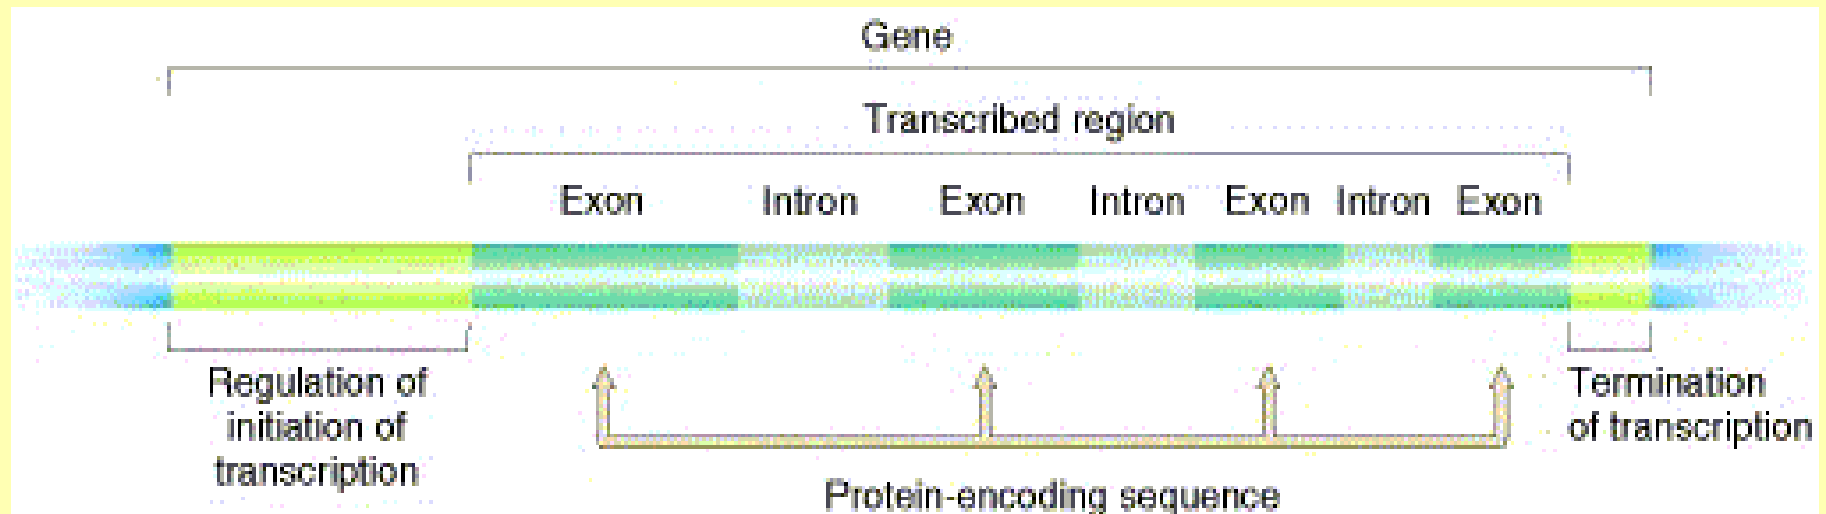 Gene
Transcribed region
Exon Intron Exon Intron Exon Intron Exon
Regulation of
initiation of
transcription
Termination
of transcription
Protein-encoding sequence